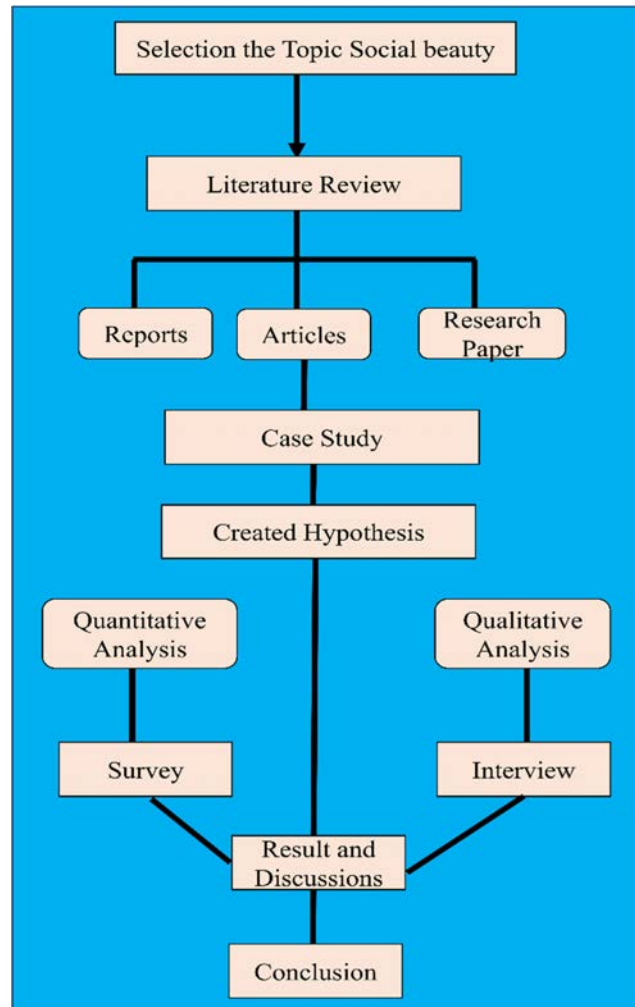 Selection the Topic Social beauty
Literature Review
Reports
Articles
Research
Paper
Case Study
Created Hypothesis
Quantitative
Analysis
Qualitative
Analysis
Survey
Interview
Result and
Discussions
Conclusion